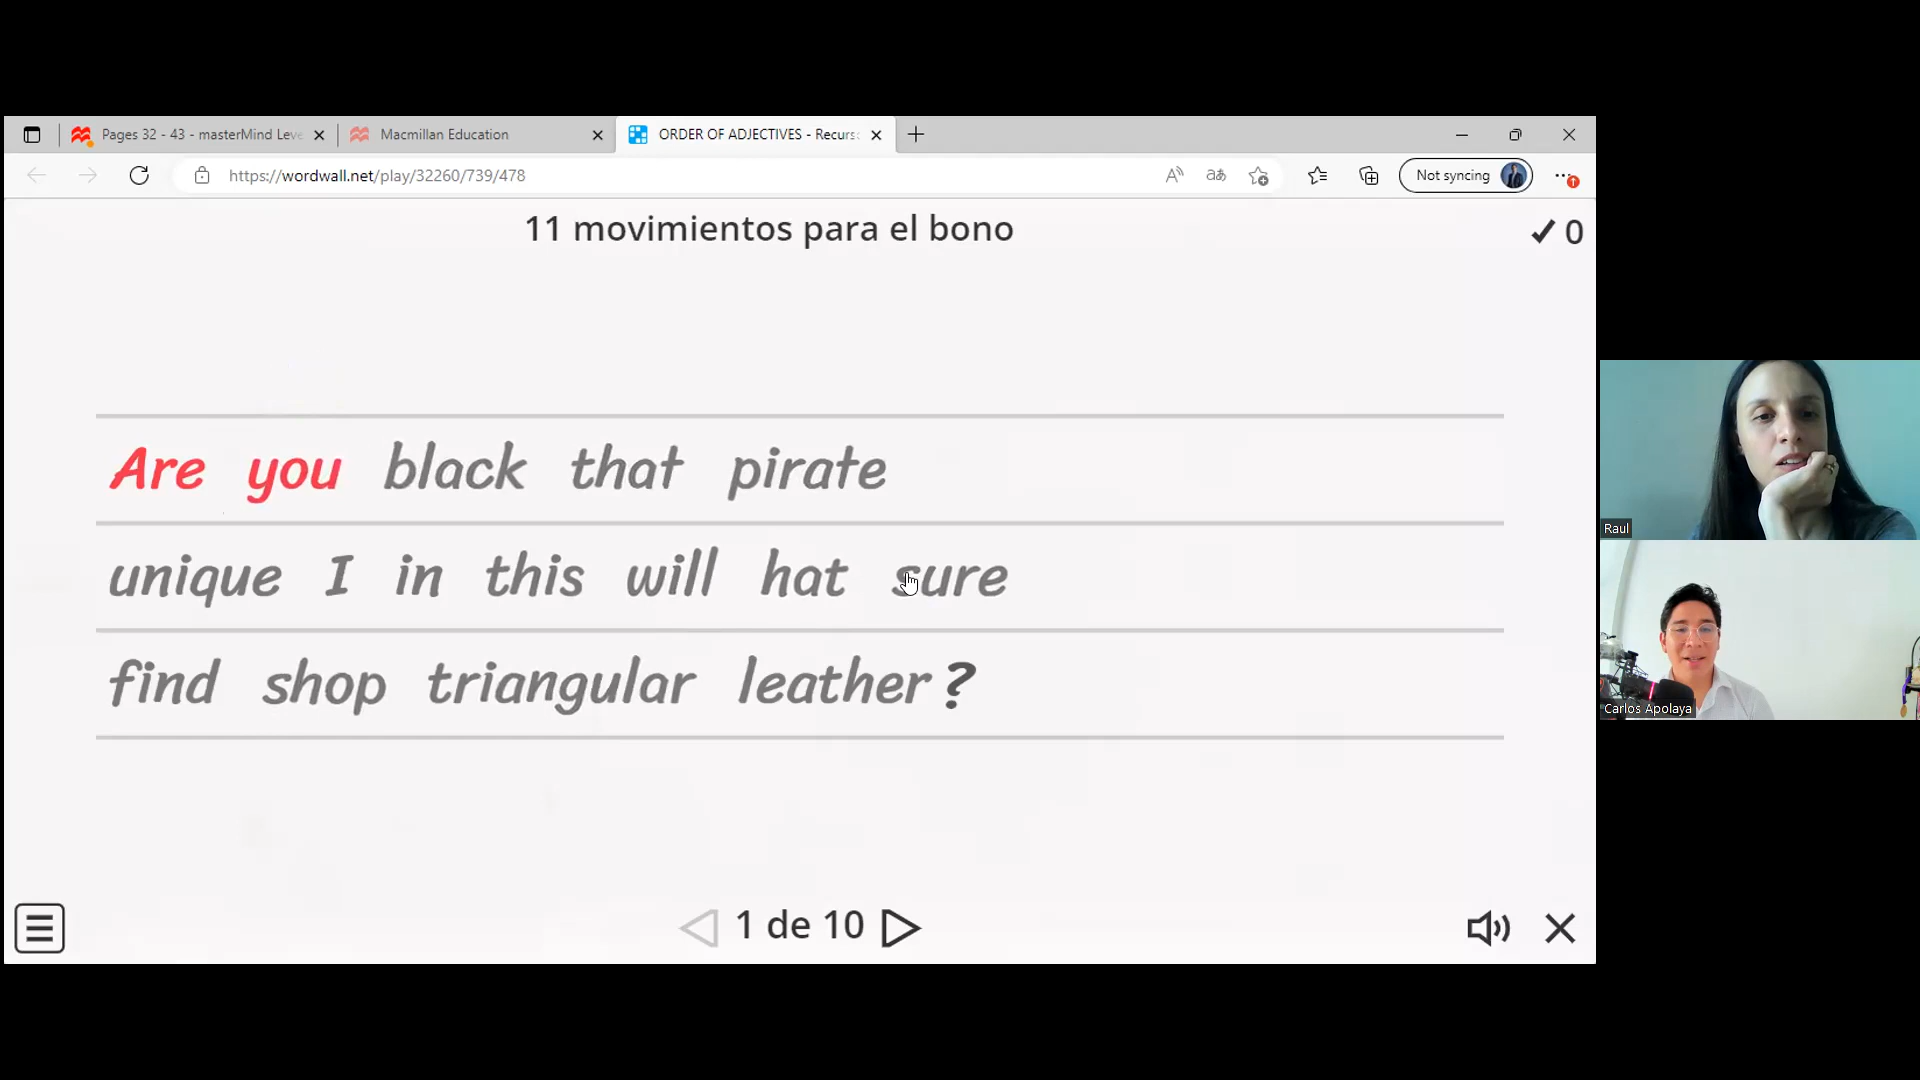 Pages 32 - 43 - masterMind Leve
Macmillan Education
ORDER OF ADJECTIVES - Recurso
https://wordwall.net/play/32260/739/478
Not syncing
11 movimientos para el bono
0
Are you black that pirate
unique I in this will hat sure
find shop triangular leather?
Raul
Carlos Apolaya
1 de 10